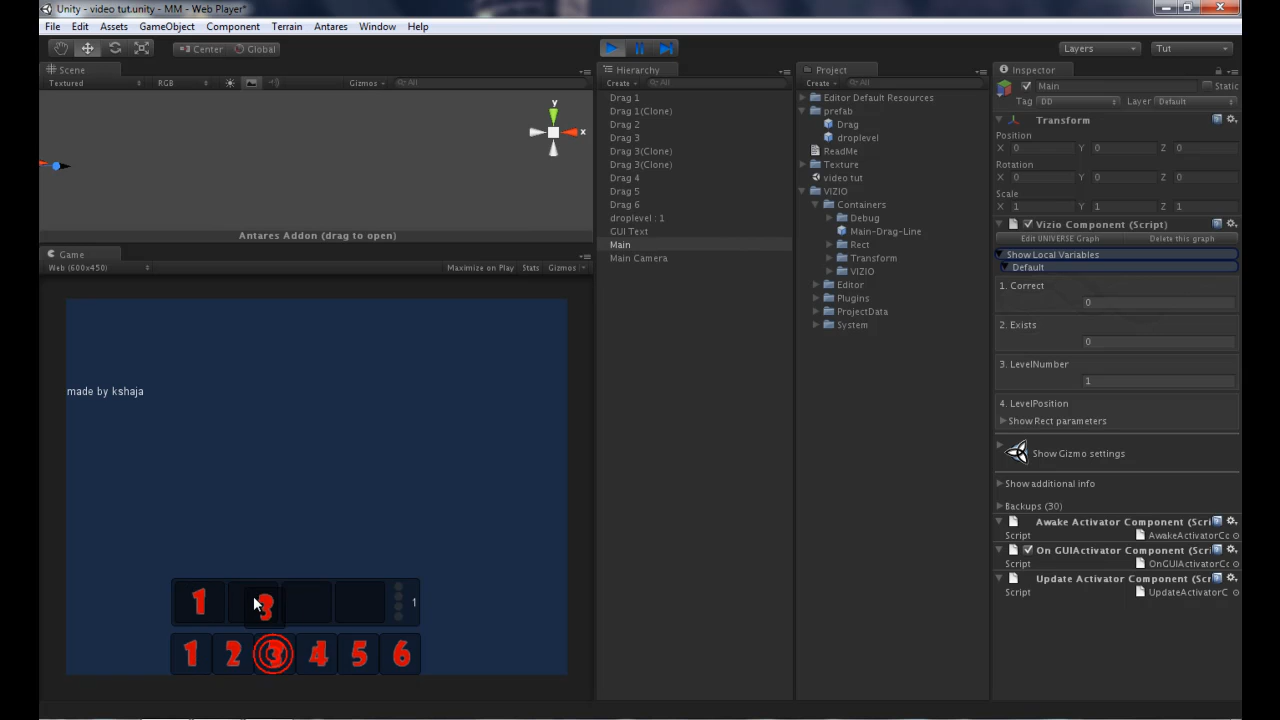 Unity - video tut.unity - MM - Web Player*
File Edit Assets GameObject Component Terrain Antares Window Help
Center Global Layers Tut
Scene
Textured RGB Gizmos All
y
x
Antares Addon (drag to open)
Game
Web (600x450) Maximize on Play Stats Gizmos
made by kshaja
1 3 1
1 2 3 4 5 6
Hierarchy
Create All
Drag 1
Drag 1(Clone)
Drag 2
Drag 3
Drag 3(Clone)
Drag 3(Clone)
Drag 4
Drag 5
Drag 6
droplevel : 1
GUI Text
Main
Main Camera
Project
Create All
Editor Default Resources
prefab
Drag
droplevel
ReadMe
Texture
video tut
VIZIO
Containers
Debug
Main-Drag-Line
Rect
Transform
VIZIO
Editor
Plugins
ProjectData
System
Inspector
Main Static
Tag DD Layer Default
Transform
Position
X 0 Y 0 Z 0
Rotation
X 0 Y 0 Z 0
Scale
X 1 Y 1 Z 1
Vizio Component (Script)
Edit UNIVERSE Graph Delete this graph
Show Local Variables
Default
1. Correct
0
2. Exists
0
3. LevelNumber
1
4. LevelPosition
Show Rect parameters
Show Gizmo settings
Show additional info
Backups (30)
Awake Activator Component (Scri
Script AwakeActivatorCc
On GUIActivator Component (Scri
Script OnGUIActivatorCc
Update Activator Component (Scri
Script UpdateActivatorC